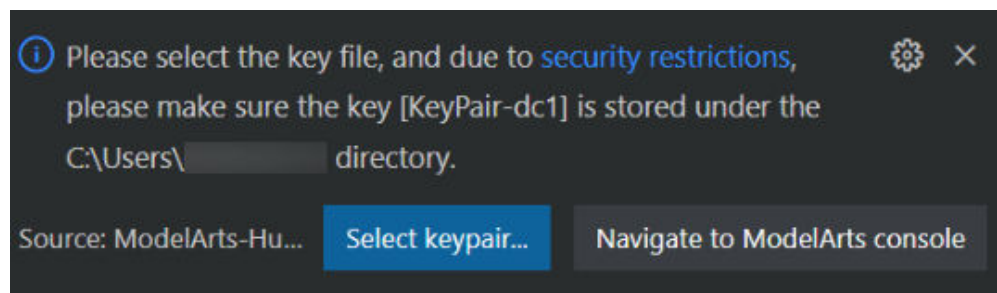 Please select the key file, and due to security restrictions,
please make sure the key [KeyPair-dc1] is stored under the
C:\Users\ directory.
Source: ModelArts-Hu... Select keypair... Navigate to ModelArts console